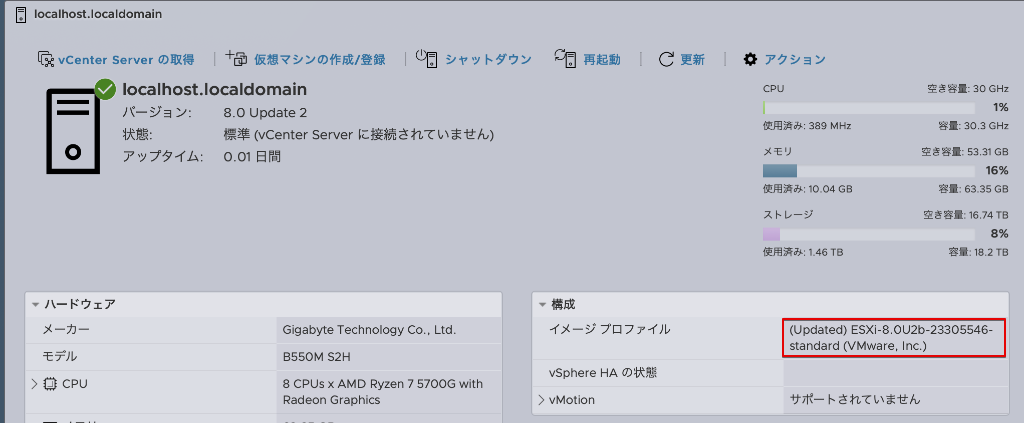 localhost.localdomain
vCenter Server の取得
仮想マシンの作成/登録
シャットダウン
再起動
更新
アクション
localhost.localdomain
バージョン: 8.0 Update 2
状態: 標準 (vCenter Server に接続されていません)
アップタイム: 0.01 日間
CPU 空き容量: 30 GHz
1%
使用済み: 389 MHz 容量: 30.3 GHz
メモリ 空き容量: 53.31 GB
16%
使用済み: 10.04 GB 容量: 63.35 GB
ストレージ 空き容量: 16.74 TB
8%
使用済み: 1.46 TB 容量: 18.2 TB
ハードウェア
メーカー Gigabyte Technology Co., Ltd.
モデル B550M S2H
CPU 8 CPUs x AMD Ryzen 7 5700G with
Radeon Graphics
構成
イメージ プロファイル (Updated) ESXi-8.0U2b-23305546-
standard (VMware, Inc.)
vSphere HA の状態
vMotion サポートされていません